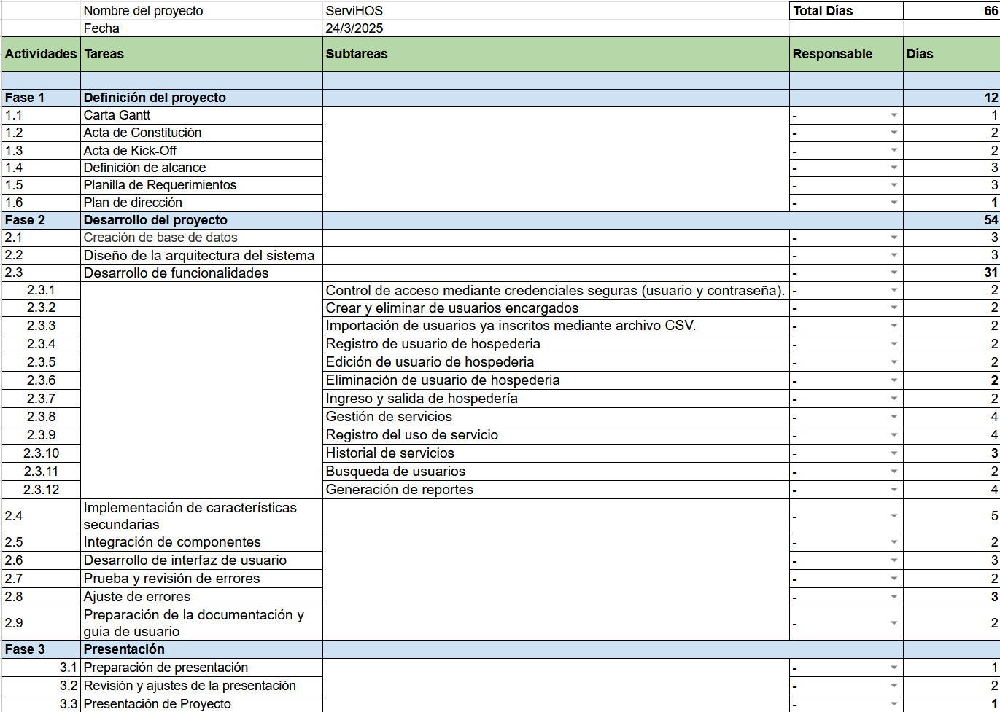 Nombre del proyecto ServiHOS Total Días 66
Fecha 24/3/2025
Actividades Tareas Subtareas Responsable Días
Fase 1 Definición del proyecto 12
1.1 Carta Gantt - 1
1.2 Acta de Constitución - 2
1.3 Acta de Kick-Off - 2
1.4 Definición de alcance - 3
1.5 Planilla de Requerimientos - 3
1.6 Plan de dirección - 1
Fase 2 Desarrollo del proyecto 54
2.1 Creación de base de datos - 3
2.2 Diseño de la arquitectura del sistema - 3
2.3 Desarrollo de funcionalidades - 31
2.3.1 Control de acceso mediante credenciales seguras (usuario y contraseña). - 2
2.3.2 Crear y eliminar de usuarios encargados - 2
2.3.3 Importación de usuarios ya inscritos mediante archivo CSV. - 2
2.3.4 Registro de usuario de hospederia - 2
2.3.5 Edición de usuario de hospederia - 2
2.3.6 Eliminación de usuario de hospederia - 2
2.3.7 Ingreso y salida de hospedería - 2
2.3.8 Gestión de servicios - 4
2.3.9 Registro del uso de servicio - 4
2.3.10 Historial de servicios - 3
2.3.11 Busqueda de usuarios - 2
2.3.12 Generación de reportes - 4
2.4 Implementación de características
secundarias - 5
2.5 Integración de componentes - 2
2.6 Desarrollo de interfaz de usuario - 3
2.7 Prueba y revisión de errores - 2
2.8 Ajuste de errores - 3
2.9 Preparación de la documentación y
guia de usuario - 2
Fase 3 Presentación
3.1 Preparación de presentación - 1
3.2 Revisión y ajustes de la presentación - 2
3.3 Presentación de Proyecto - 1